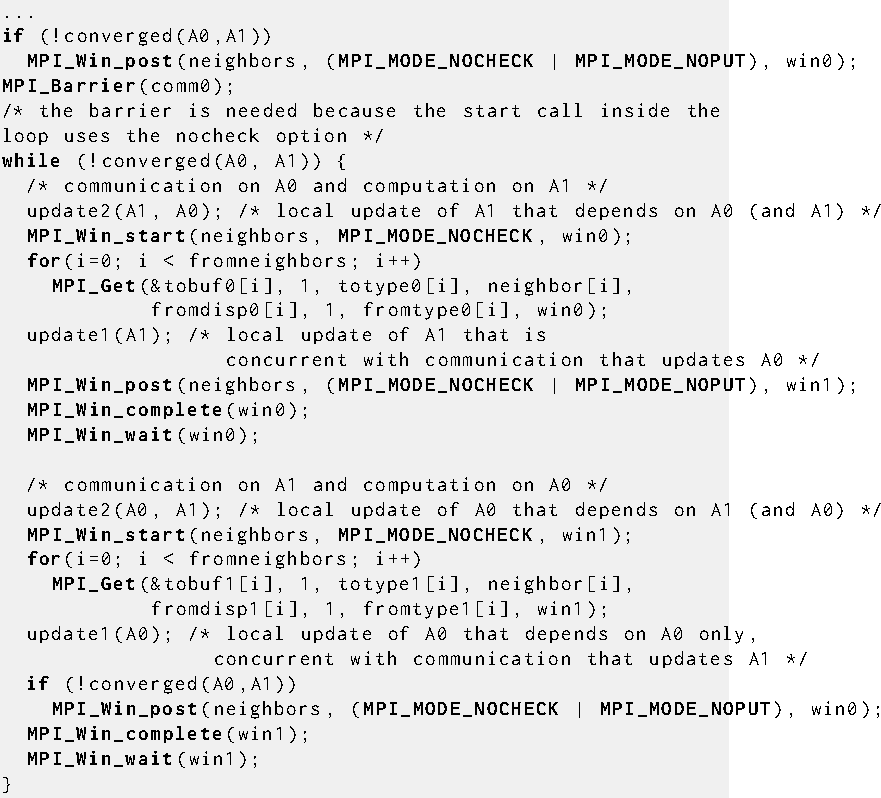 ...
if (!converged(A0,A1))
  MPI_Win_post(neighbors, (MPI_MODE_NOCHECK | MPI_MODE_NOPUT), win0);
MPI_Barrier(comm0);
/* the barrier is needed because the start call inside the
loop uses the nocheck option */
while (!converged(A0, A1)) {
  /* communication on A0 and computation on A1 */
  update2(A1, A0); /* local update of A1 that depends on A0 (and A1) */
  MPI_Win_start(neighbors, MPI_MODE_NOCHECK, win0);
  for(i=0; i < fromneighbors; i++)
    MPI_Get(&tobuf0[i], 1, totype0[i], neighbor[i],
            fromdisp0[i], 1, fromtype0[i], win0);
  update1(A1); /* local update of A1 that is
                  concurrent with communication that updates A0 */
  MPI_Win_post(neighbors, (MPI_MODE_NOCHECK | MPI_MODE_NOPUT), win1);
  MPI_Win_complete(win0);
  MPI_Win_wait(win0);

  /* communication on A1 and computation on A0 */
  update2(A0, A1); /* local update of A0 that depends on A1 (and A0) */
  MPI_Win_start(neighbors, MPI_MODE_NOCHECK, win1);
  for(i=0; i < fromneighbors; i++)
    MPI_Get(&tobuf1[i], 1, totype1[i], neighbor[i],
            fromdisp1[i], 1, fromtype1[i], win1);
  update1(A0); /* local update of A0 that depends on A0 only,
                 concurrent with communication that updates A1 */
  if (!converged(A0,A1))
    MPI_Win_post(neighbors, (MPI_MODE_NOCHECK | MPI_MODE_NOPUT), win0);
  MPI_Win_complete(win1);
  MPI_Win_wait(win1);
}